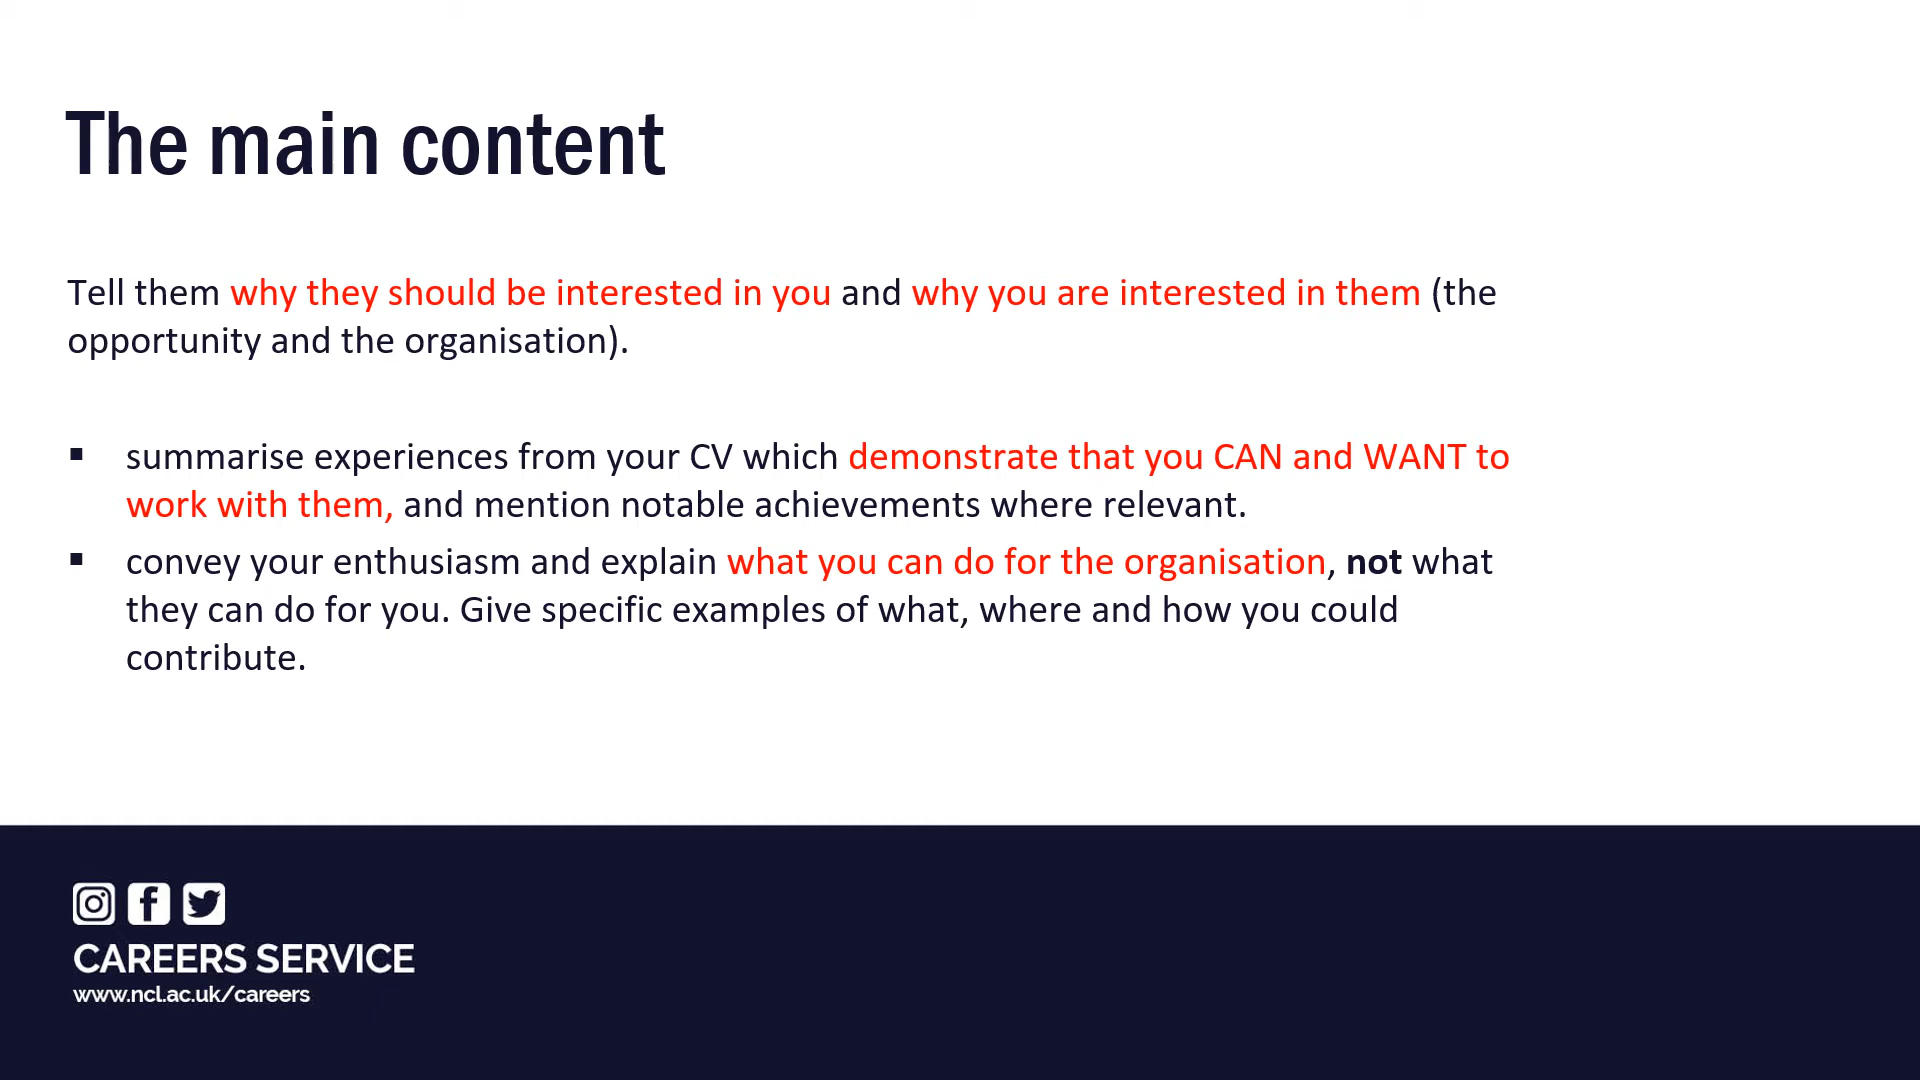 The main content
Tell them why they should be interested in you and why you are interested in them (the
opportunity and the organisation).
▪ summarise experiences from your CV which demonstrate that you CAN and WANT to
work with them, and mention notable achievements where relevant.
▪ convey your enthusiasm and explain what you can do for the organisation, not what
they can do for you. Give specific examples of what, where and how you could
contribute.
CAREERS SERVICE
www.ncl.ac.uk/careers